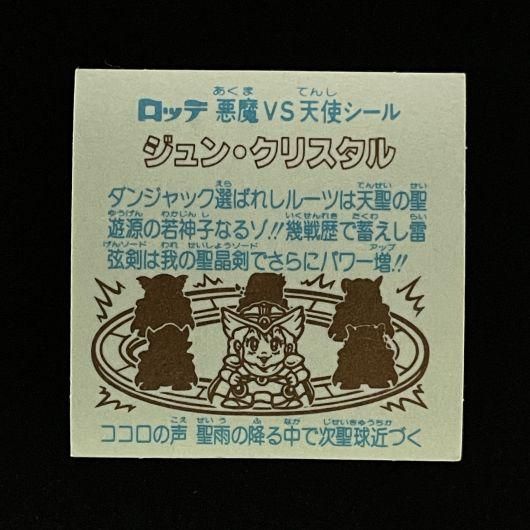 ロッテ 悪魔VS天使シール
ジュン・クリスタル
ダンジャック選ばれしルーツは天聖の聖
遊源の若神子なるゾ!!幾戦歴で蓄えし雷
弦剣は我の聖晶剣でさらにパワー増!!
ココロの声 聖雨の降る中で次聖球近づく